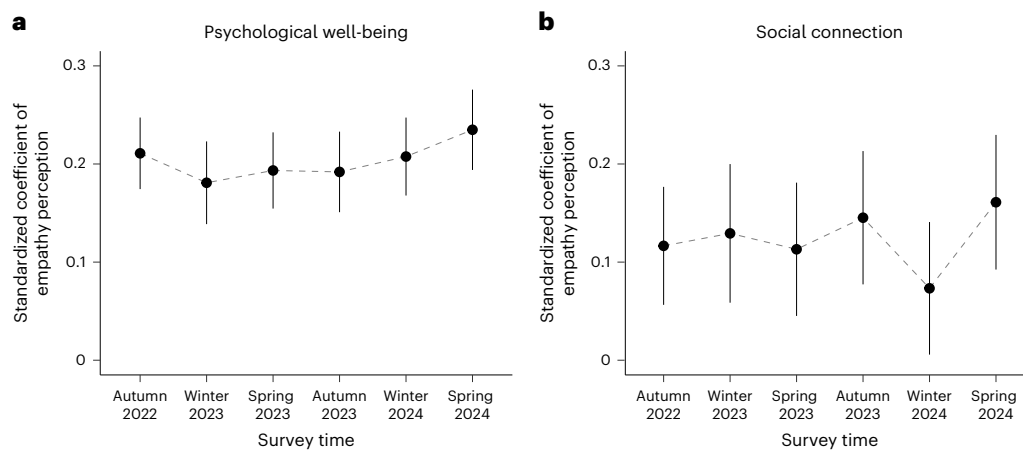 a
Psychological well-being
Standardized coefficient of
empathy perception
0.3
0.2
0.1
0
Autumn 2022
Winter 2023
Spring 2023
Autumn 2023
Winter 2024
Spring 2024
Survey time
b
Social connection
Standardized coefficient of
empathy perception
0.3
0.2
0.1
0
Autumn 2022
Winter 2023
Spring 2023
Autumn 2023
Winter 2024
Spring 2024
Survey time